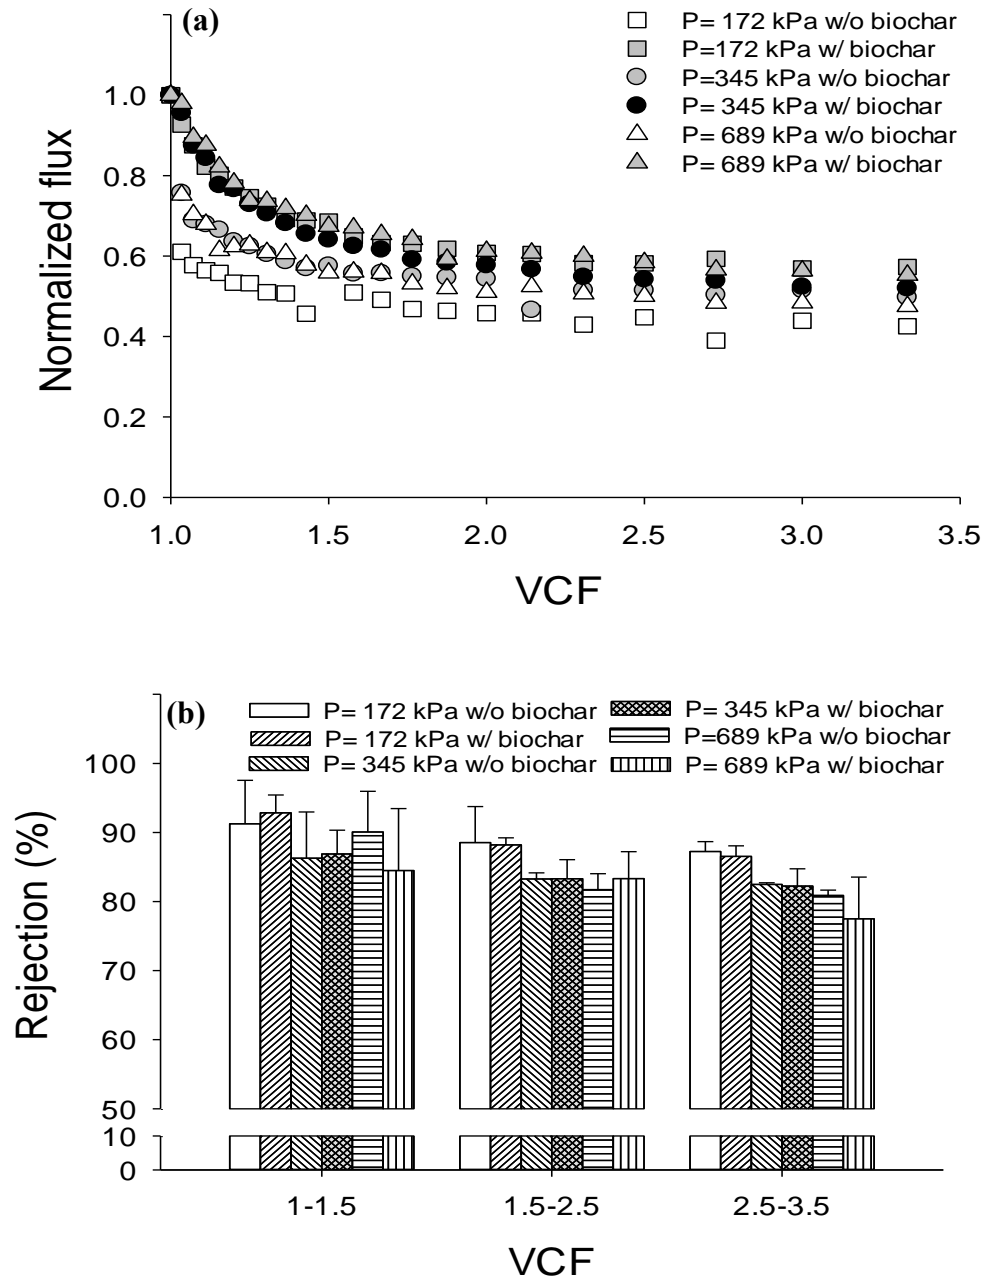 (a)
P= 172 kPa w/o biochar
P=172 kPa w/ biochar
P=345 kPa w/o biochar
P= 345 kPa w/ biochar
P= 689 kPa w/o biochar
P= 689 kPa w/ biochar
Normalized flux
1.0
0.8
0.6
0.4
0.2
0.0
1.0 1.5 2.0 2.5 3.0 3.5
VCF
(b)
P= 172 kPa w/o biochar
P= 172 kPa w/ biochar
P= 345 kPa w/o biochar
P= 345 kPa w/ biochar
P=689 kPa w/o biochar
P= 689 kPa w/ biochar
Rejection (%)
100
90
80
70
60
50
10
0
1-1.5 1.5-2.5 2.5-3.5
VCF